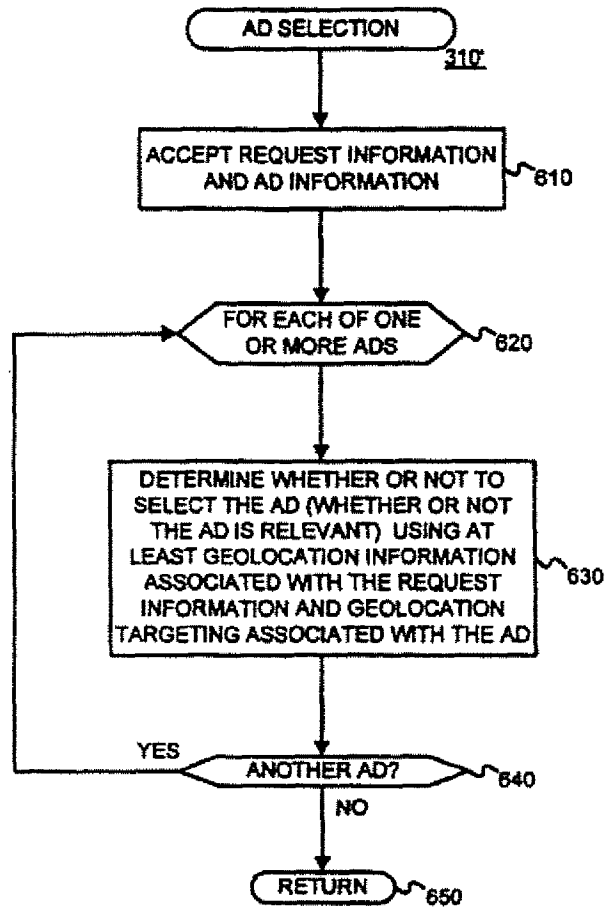 AD SELECTION
310'
ACCEPT REQUEST INFORMATION
AND AD INFORMATION
610
FOR EACH OF ONE
OR MORE ADS
620
DETERMINE WHETHER OR NOT TO
SELECT THE AD (WHETHER OR NOT
THE AD IS RELEVANT) USING AT
LEAST GEOLOCATION INFORMATION
ASSOCIATED WITH THE REQUEST
INFORMATION AND GEOLOCATION
TARGETING ASSOCIATED WITH THE AD
630
YES
ANOTHER AD?
640
NO
RETURN
650